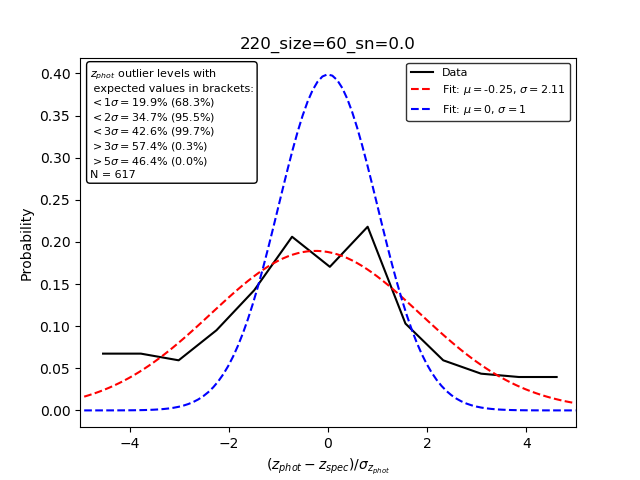 220_size=60_sn=0.0
z_phot outlier levels with
expected values in brackets:
< 1σ = 19.9% (68.3%)
< 2σ = 34.7% (95.5%)
< 3σ = 42.6% (99.7%)
> 3σ = 57.4% (0.3%)
> 5σ = 46.4% (0.0%)
N = 617
Data
Fit: μ = -0.25, σ = 2.11
Fit: μ = 0, σ = 1
0.40
0.35
0.30
0.25
0.20
0.15
0.10
0.05
0.00
Probability
−4 −2 0 2 4
(z_phot − z_spec)/σ_z_phot